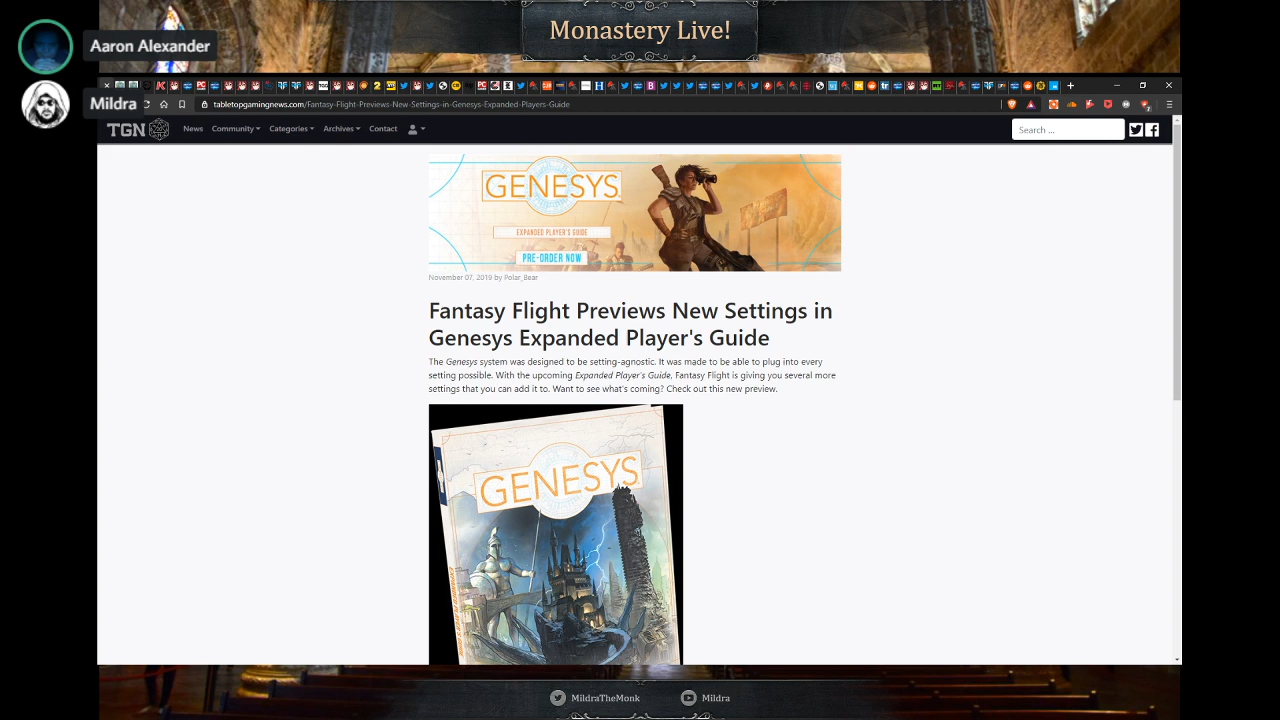 Monastery Live!
Aaron Alexander
Mildra
tabletopgamingnews.com/Fantasy-Flight-Previews-New-Settings-in-Genesys-Expanded-Players-Guide
TGN
News Community Categories Archives Contact
Search ...
GENESYS
EXPANDED PLAYER'S GUIDE
PRE-ORDER NOW
November 07, 2019 by Polar_Bear
Fantasy Flight Previews New Settings in
Genesys Expanded Player's Guide
The Genesys system was designed to be setting-agnostic. It was made to be able to plug into every
setting possible. With the upcoming Expanded Player's Guide, Fantasy Flight is giving you several more
settings that you can add it to. Want to see what's coming? Check out this new preview.
GENESYS
MildraTheMonk
Mildra